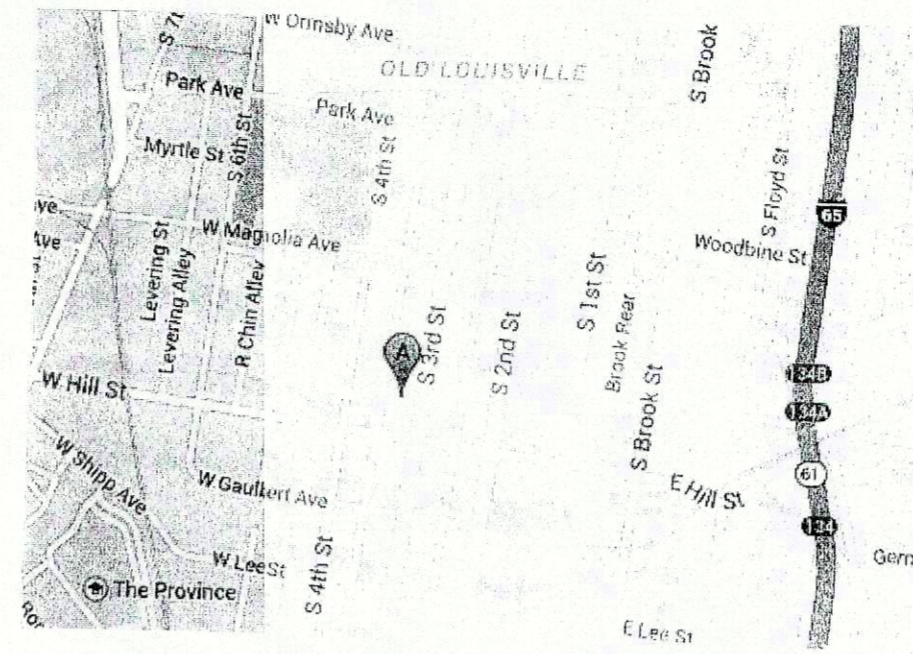 W Ormsby Ave
S 7t
S Brook
OLD LOUISVILLE
Park Ave
Park Ave
S 6th St
Myrtle St
S 4th St
S Floyd St
65
W Magnolia Ave
Woodbine St
Levering St
Levering Alley
R Chin Alley
S 1st St
Brook Rear
A
S 3rd St
S 2nd St
134B
W Hill St
134A
S Brook St
W Shipp Ave
61
W Gaulbert Ave
E Hill St
134
W Lee St
S 4th St
Germ
The Province
E Lee St